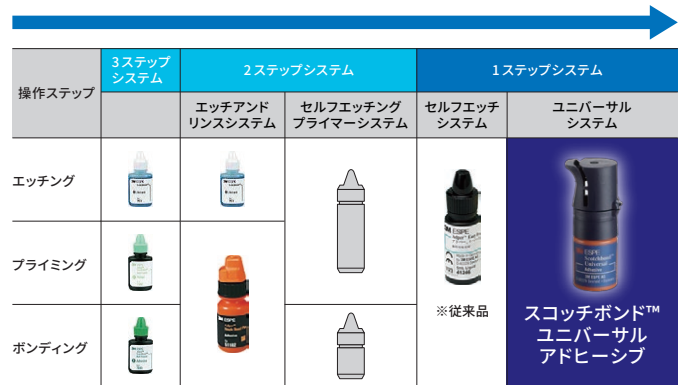 操作ステップ
3ステップ
システム
2ステップシステム
1ステップシステム
エッチアンド
リンスシステム
セルフエッチング
プライマーシステム
セルフエッチ
システム
ユニバーサル
システム
エッチング
プライミング
ボンディング
3M ESPE
※従来品
3M ESPE
Scotchbond
Universal
スコッチボンド™
ユニバーサル
アドヒーシブ